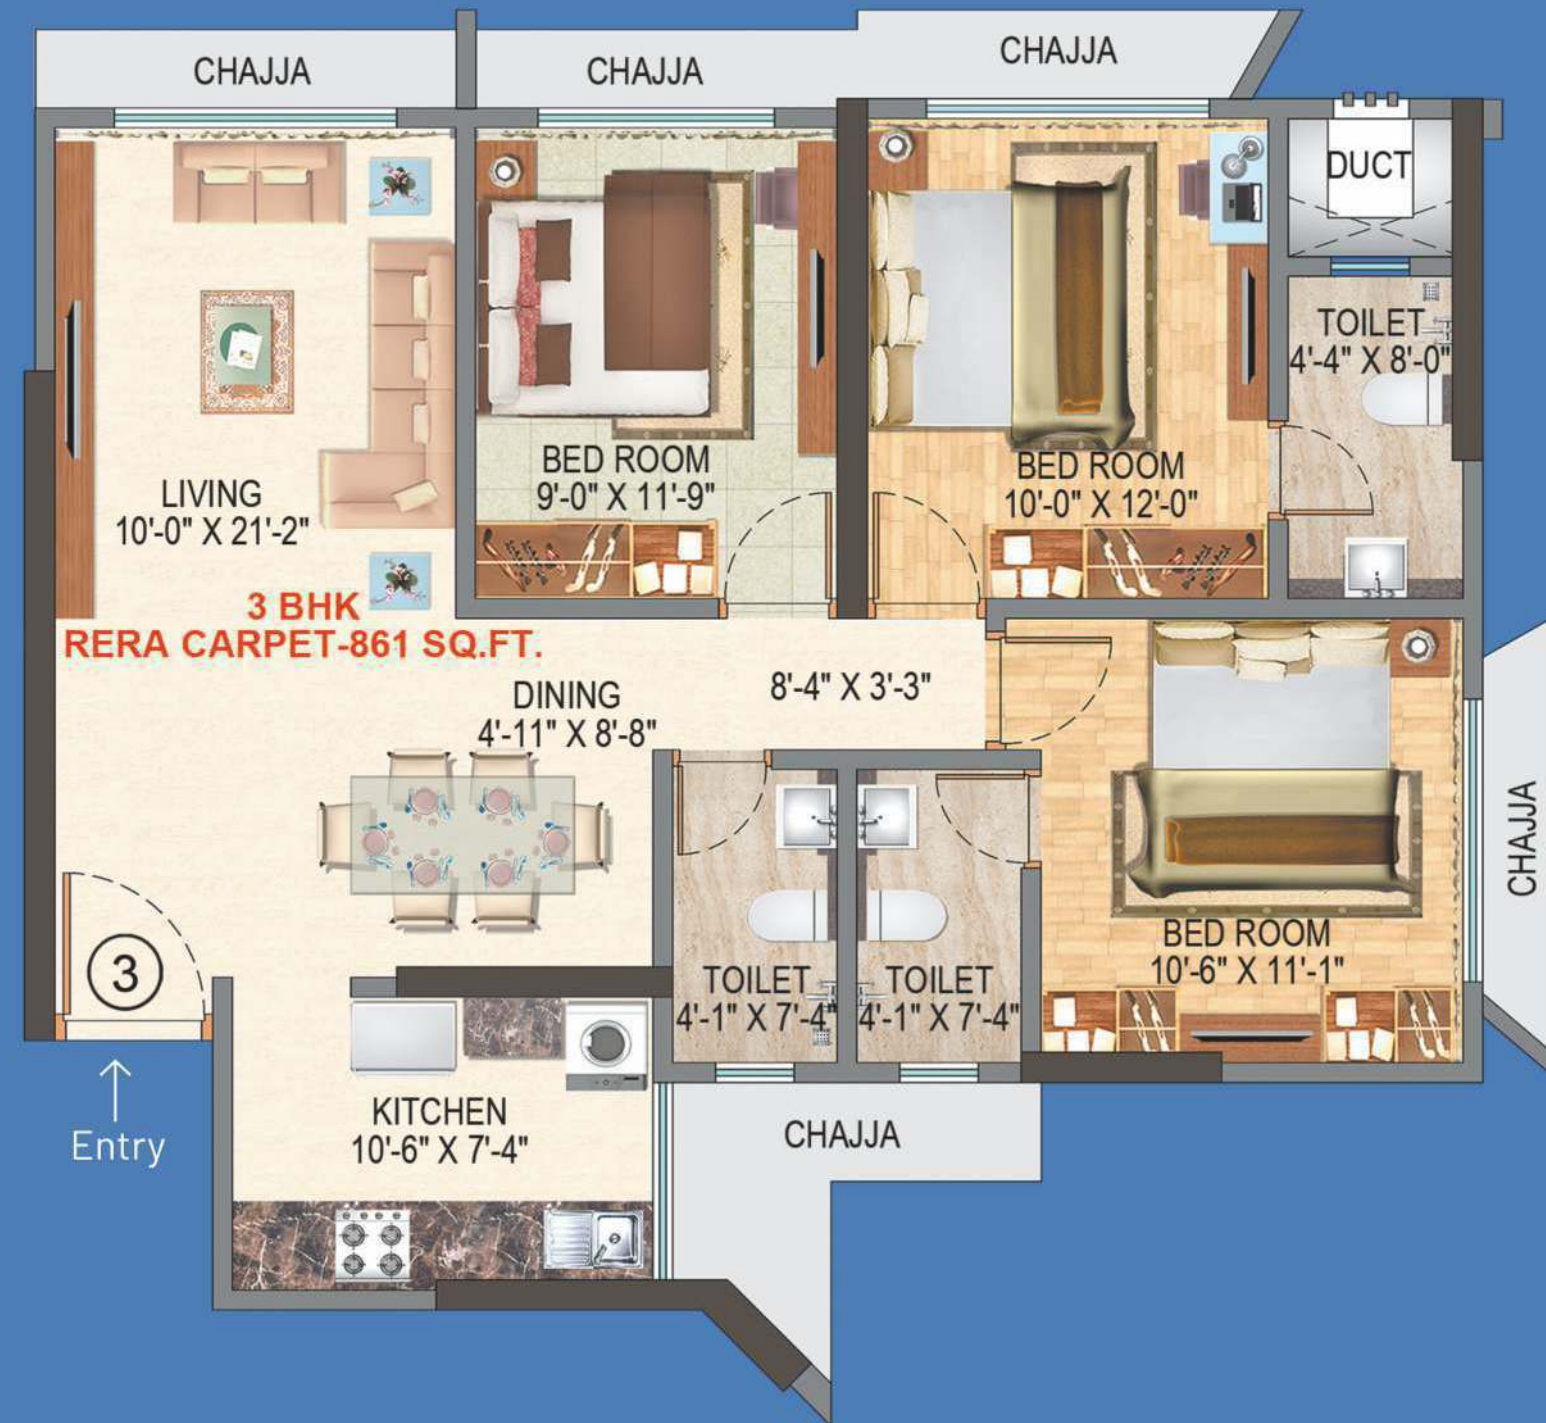 CHAJJA
CHAJJA
CHAJJA
DUCT
TOILET
4'-4" X 8'-0"
BED ROOM
9'-0" X 11'-9"
BED ROOM
10'-0" X 12'-0"
LIVING
10'-0" X 21'-2"
3 BHK
RERA CARPET-861 SQ.FT.
DINING
4'-11" X 8'-8"
8'-4" X 3'-3"
CHAJJA
BED ROOM
10'-6" X 11'-1"
3
TOILET
4'-1" X 7'-4"
TOILET
4'-1" X 7'-4"
Entry
KITCHEN
10'-6" X 7'-4"
CHAJJA